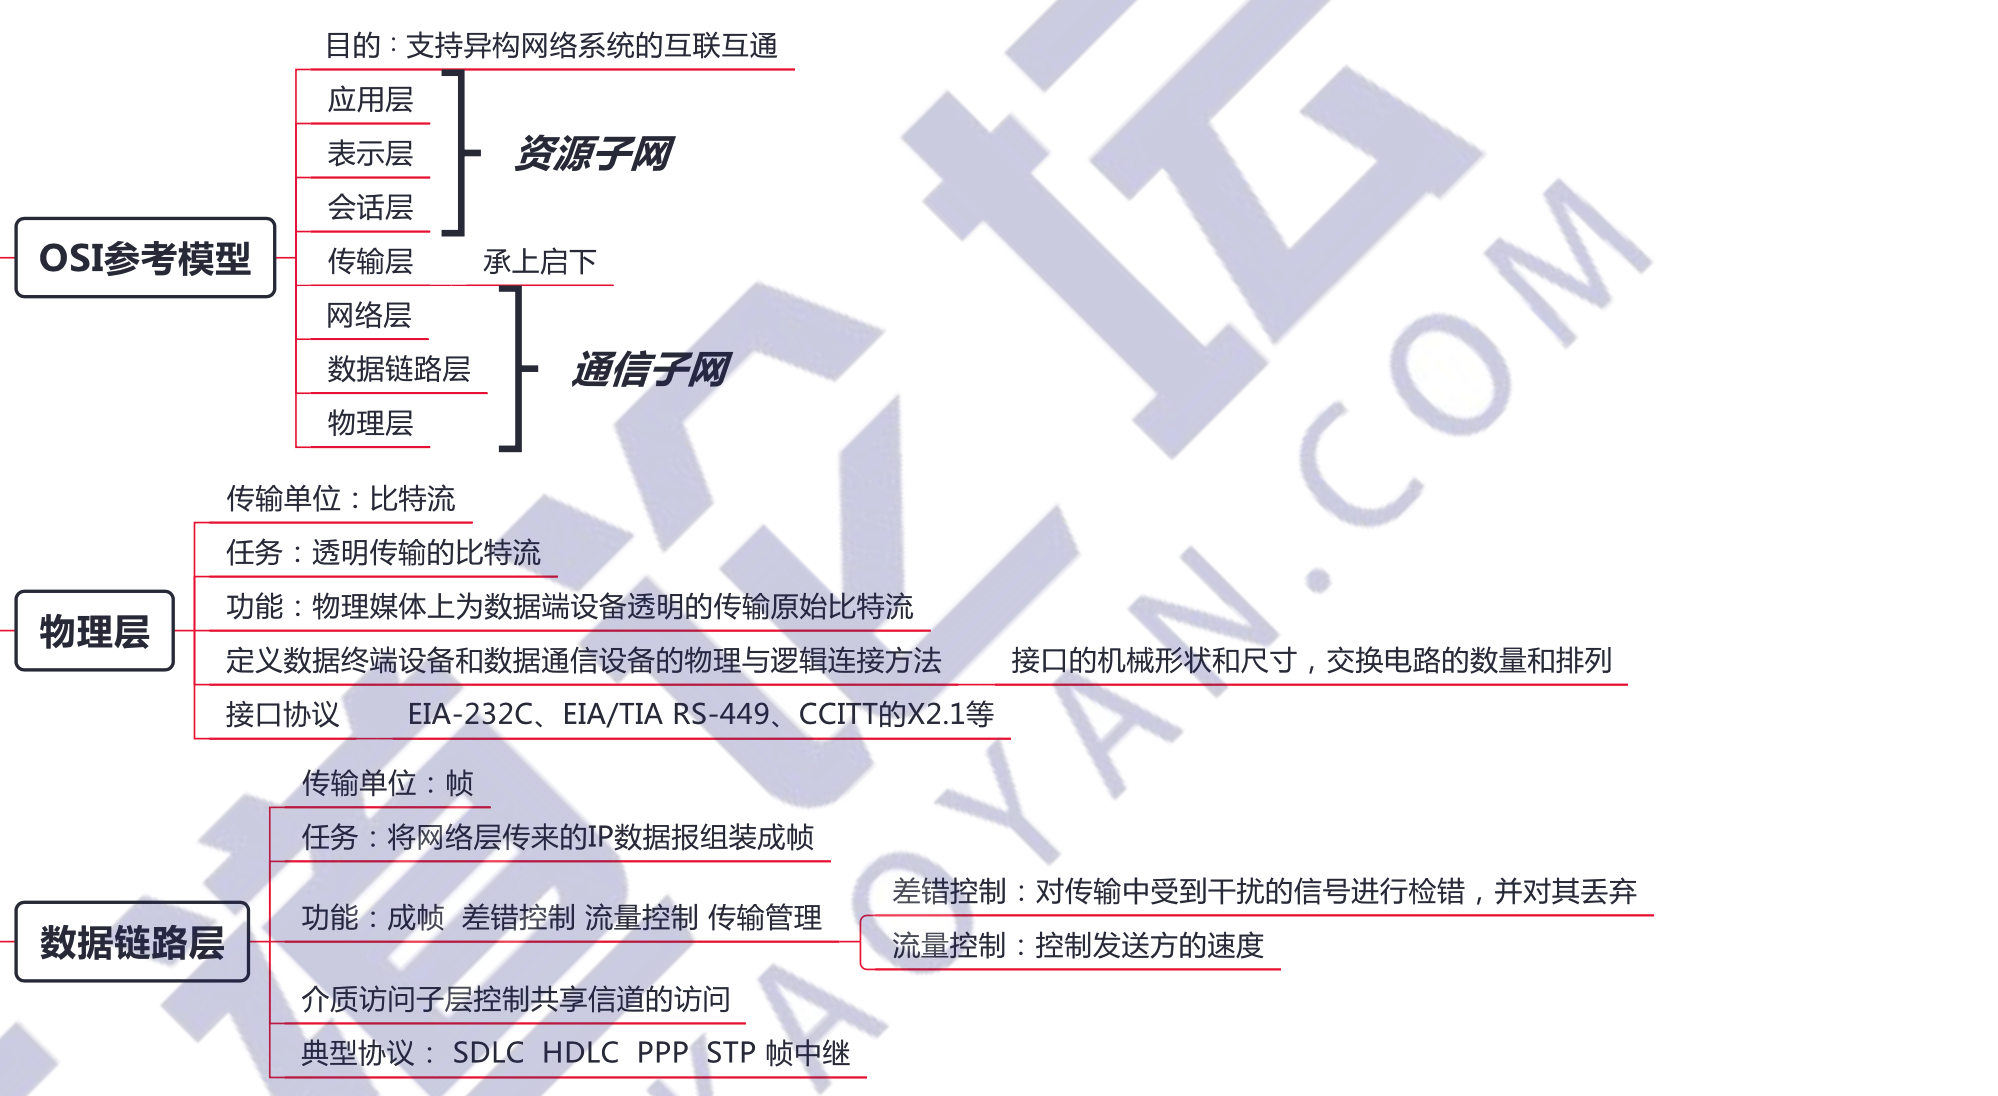 目的：支持异构网络系统的互联互通
应用层
表示层
资源子网
会话层
OSI参考模型
传输层 承上启下
网络层
数据链路层
通信子网
物理层
传输单位：比特流
任务：透明传输的比特流
功能：物理媒体上为数据端设备透明的传输原始比特流
物理层
定义数据终端设备和数据通信设备的物理与逻辑连接方法 接口的机械形状和尺寸，交换电路的数量和排列
接口协议 EIA-232C、EIA/TIA RS-449、CCITT的X2.1等
传输单位：帧
任务：将网络层传来的IP数据报组装成帧
功能：成帧 差错控制 流量控制 传输管理
差错控制：对传输中受到干扰的信号进行检错，并对其丢弃
流量控制：控制发送方的速度
数据链路层
介质访问子层控制共享信道的访问
典型协议： SDLC HDLC PPP STP 帧中继
KAOYAN.COM